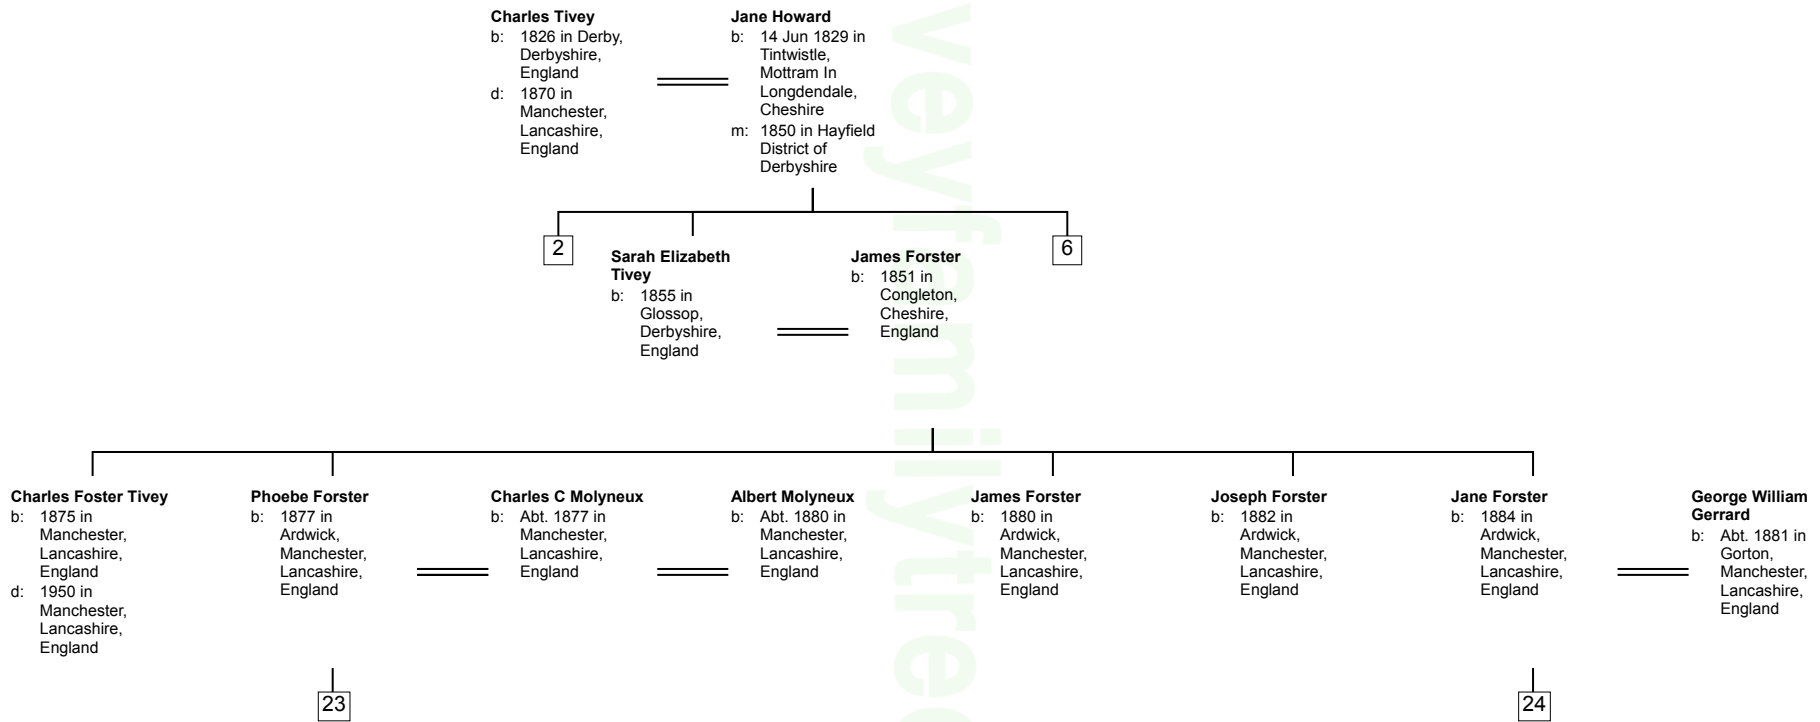 Charles Tivey
b: 1826 in Derby,
Derbyshire,
England
d: 1870 in
Manchester,
Lancashire,
England
Jane Howard
b: 14 Jun 1829 in
Tintwistle,
Mottram In
Longdendale,
Cheshire
m: 1850 in Hayfield
District of
Derbyshire
2
Sarah Elizabeth
Tivey
b: 1855 in
Glossop,
Derbyshire,
England
James Forster
b: 1851 in
Congleton,
Cheshire,
England
6
Charles Foster Tivey
b: 1875 in
Manchester,
Lancashire,
England
d: 1950 in
Manchester,
Lancashire,
England
Phoebe Forster
b: 1877 in
Ardwick,
Manchester,
Lancashire,
England
Charles C Molyneux
b: Abt. 1877 in
Manchester,
Lancashire,
England
Albert Molyneux
b: Abt. 1880 in
Manchester,
Lancashire,
England
James Forster
b: 1880 in
Ardwick,
Manchester,
Lancashire,
England
Joseph Forster
b: 1882 in
Ardwick,
Manchester,
Lancashire,
England
Jane Forster
b: 1884 in
Ardwick,
Manchester,
Lancashire,
England
George William
Gerrard
b: Abt. 1881 in
Gorton,
Manchester,
Lancashire,
England
23
24
veyfamilytree